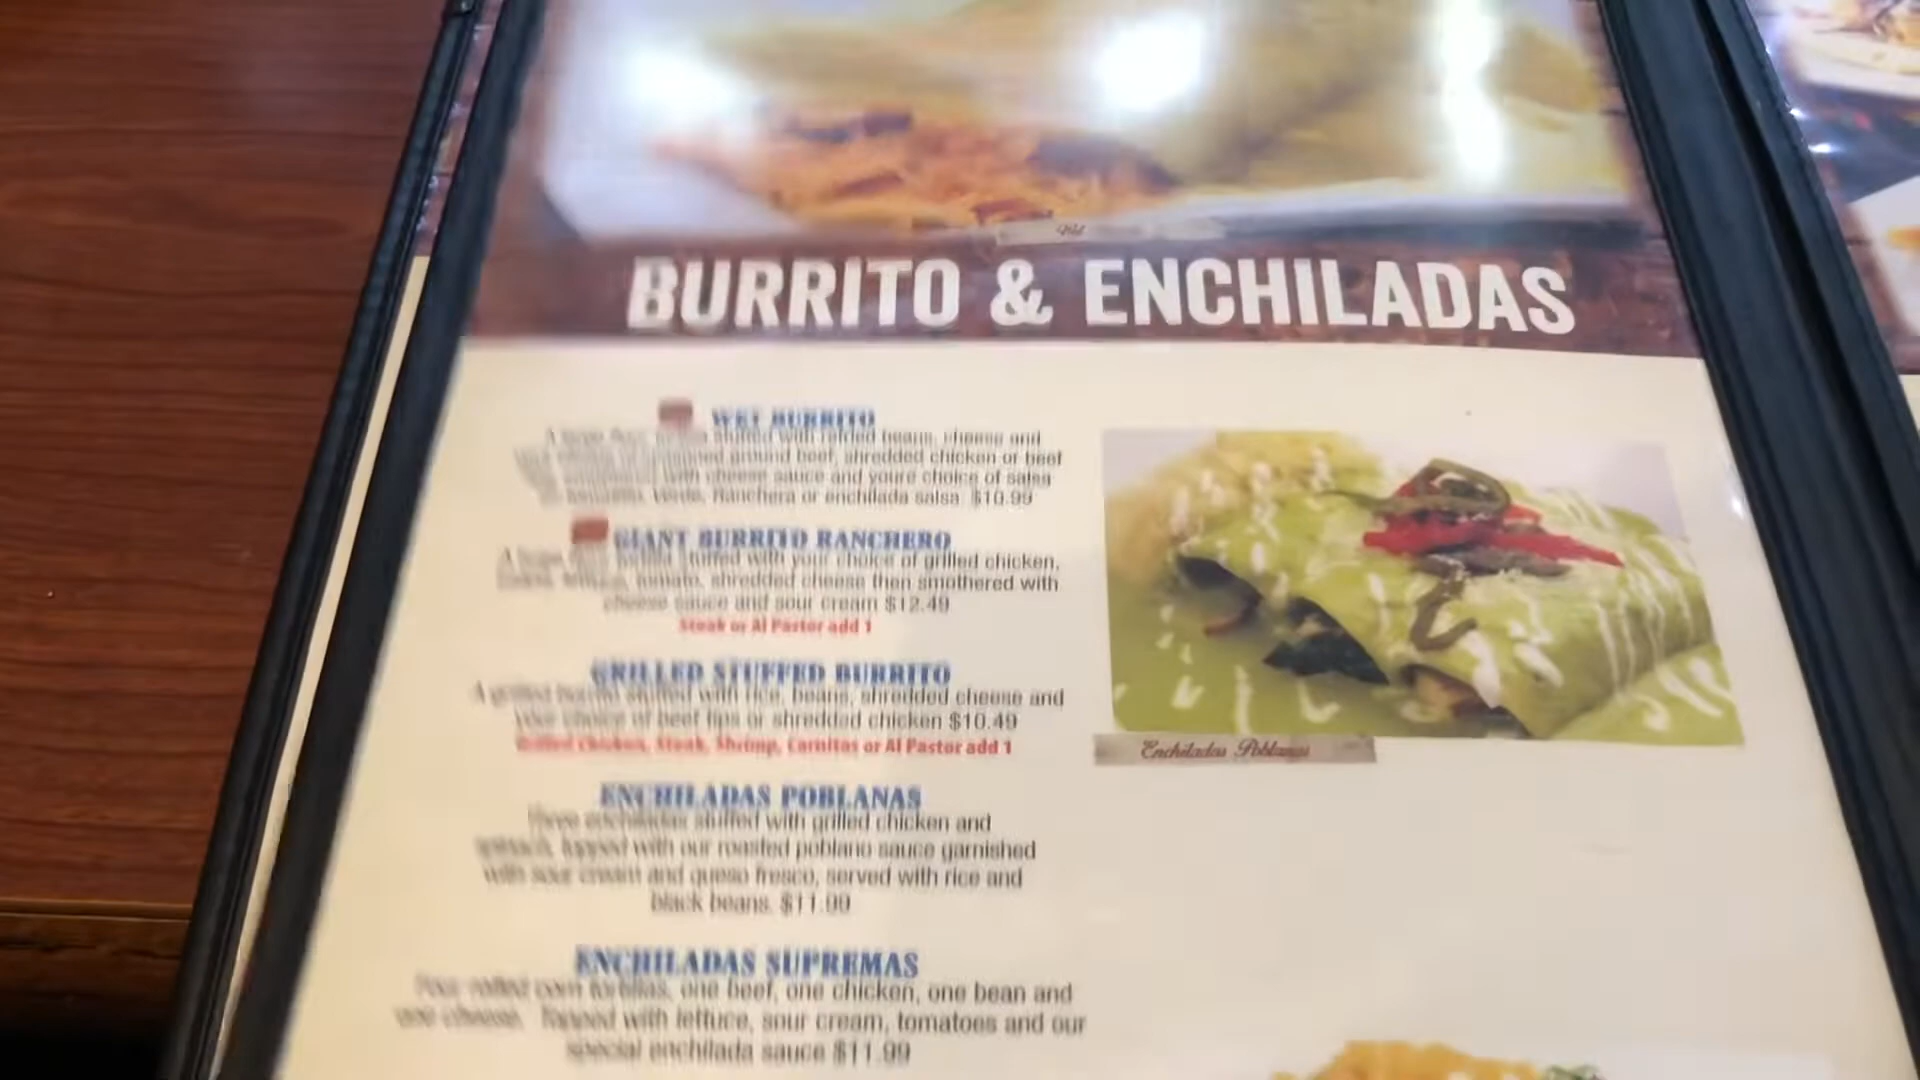 BURRITO & ENCHILADAS
WET BURRITO
stuffed with refried beans, cheese and
ground beef, shredded chicken or beef
with cheese sauce and youre choice of salsa
Verde, Ranchera or enchilada salsa $10.99
GIANT BURRITO RANCHERO
A large flour tortilla stuffed with your choice of grilled chicken,
tomato, shredded cheese then smothered with
cheese sauce and sour cream $12.49
Steak or Al Pastor add 1
GRILLED STUFFED BURRITO
A grilled burrito stuffed with rice, beans, shredded cheese and
your choice of beef tips or shredded chicken $10.49
Grilled Chicken, Steak, Shrimp, Carnitas or Al Pastor add 1
Enchiladas Poblanas
ENCHILADAS POBLANAS
Three enchiladas stuffed with grilled chicken and
spinach, topped with our roasted poblano sauce garnished
with sour cream and queso fresco, served with rice and
black beans. $11.99
ENCHILADAS SUPREMAS
Four rolled corn tortillas, one beef, one chicken, one bean and
one cheese. Topped with lettuce, sour cream, tomatoes and our
special enchilada sauce $11.99